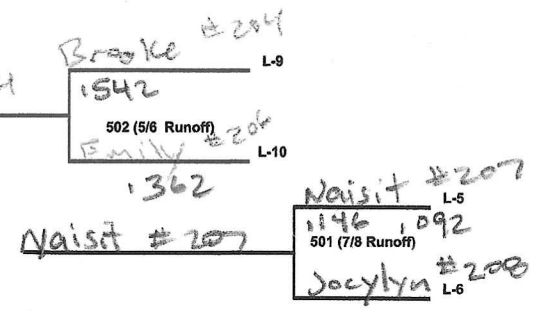 Brooke #204
L-9
.542
502 (5/6 Runoff)
Emily #206
L-10
.362
Naisit #207
L-5
.146 .092
501 (7/8 Runoff)
Naisit #207
Jocylyn #208
L-6